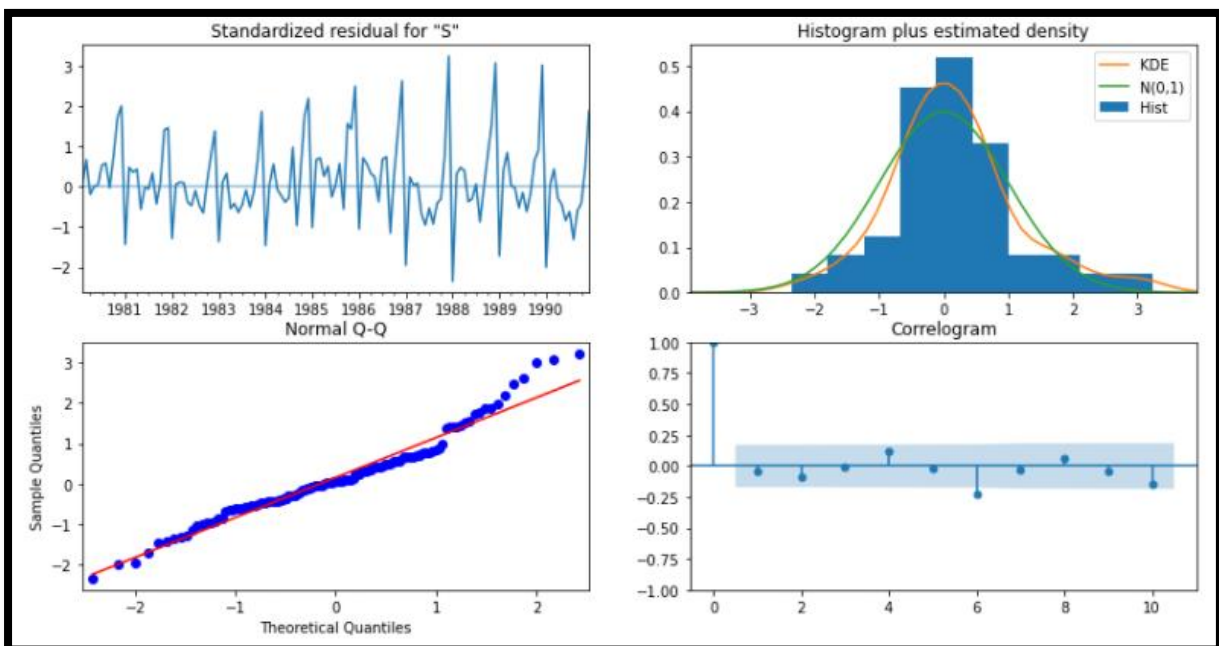 Standardized residual for "S"
3
2
1
0
−1
−2
1981 1982 1983 1984 1985 1986 1987 1988 1989 1990
Histogram plus estimated density
KDE
N(0,1)
Hist
0.5
0.4
0.3
0.2
0.1
0.0
−3 −2 −1 0 1 2 3
Normal Q-Q
Sample Quantiles
3
2
1
0
−1
−2
−2 −1 0 1 2
Theoretical Quantiles
Correlogram
1.00
0.75
0.50
0.25
0.00
−0.25
−0.50
−0.75
−1.00
0 2 4 6 8 10